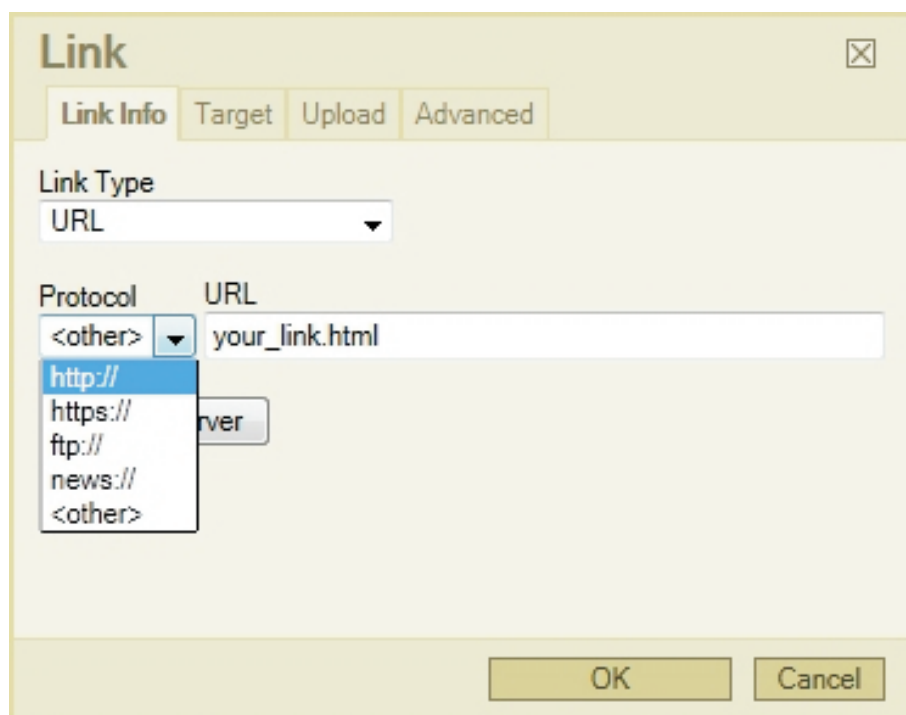 Link
Link Info Target Upload Advanced
Link Type
URL
Protocol URL
<other> your_link.html
http://
https://
ftp://
news://
<other>
OK Cancel